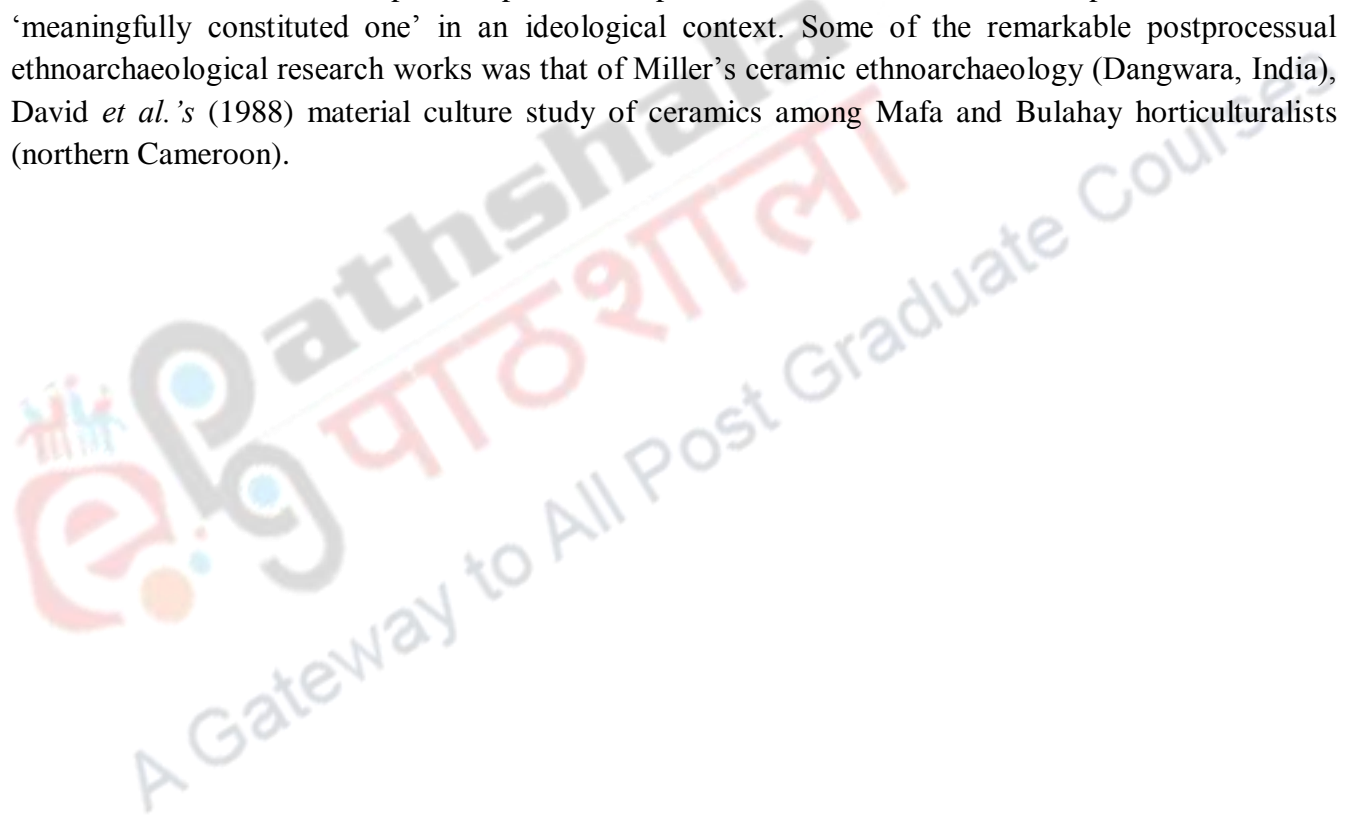 ‘meaningfully constituted one’ in an ideological context. Some of the remarkable postprocessual
ethnoarchaeological research works was that of Miller’s ceramic ethnoarchaeology (Dangwara, India),
David et al.’s (1988) material culture study of ceramics among Mafa and Bulahay horticulturalists
(northern Cameroon).
athshala
पाठशाला
A Gateway to All Post Graduate Courses